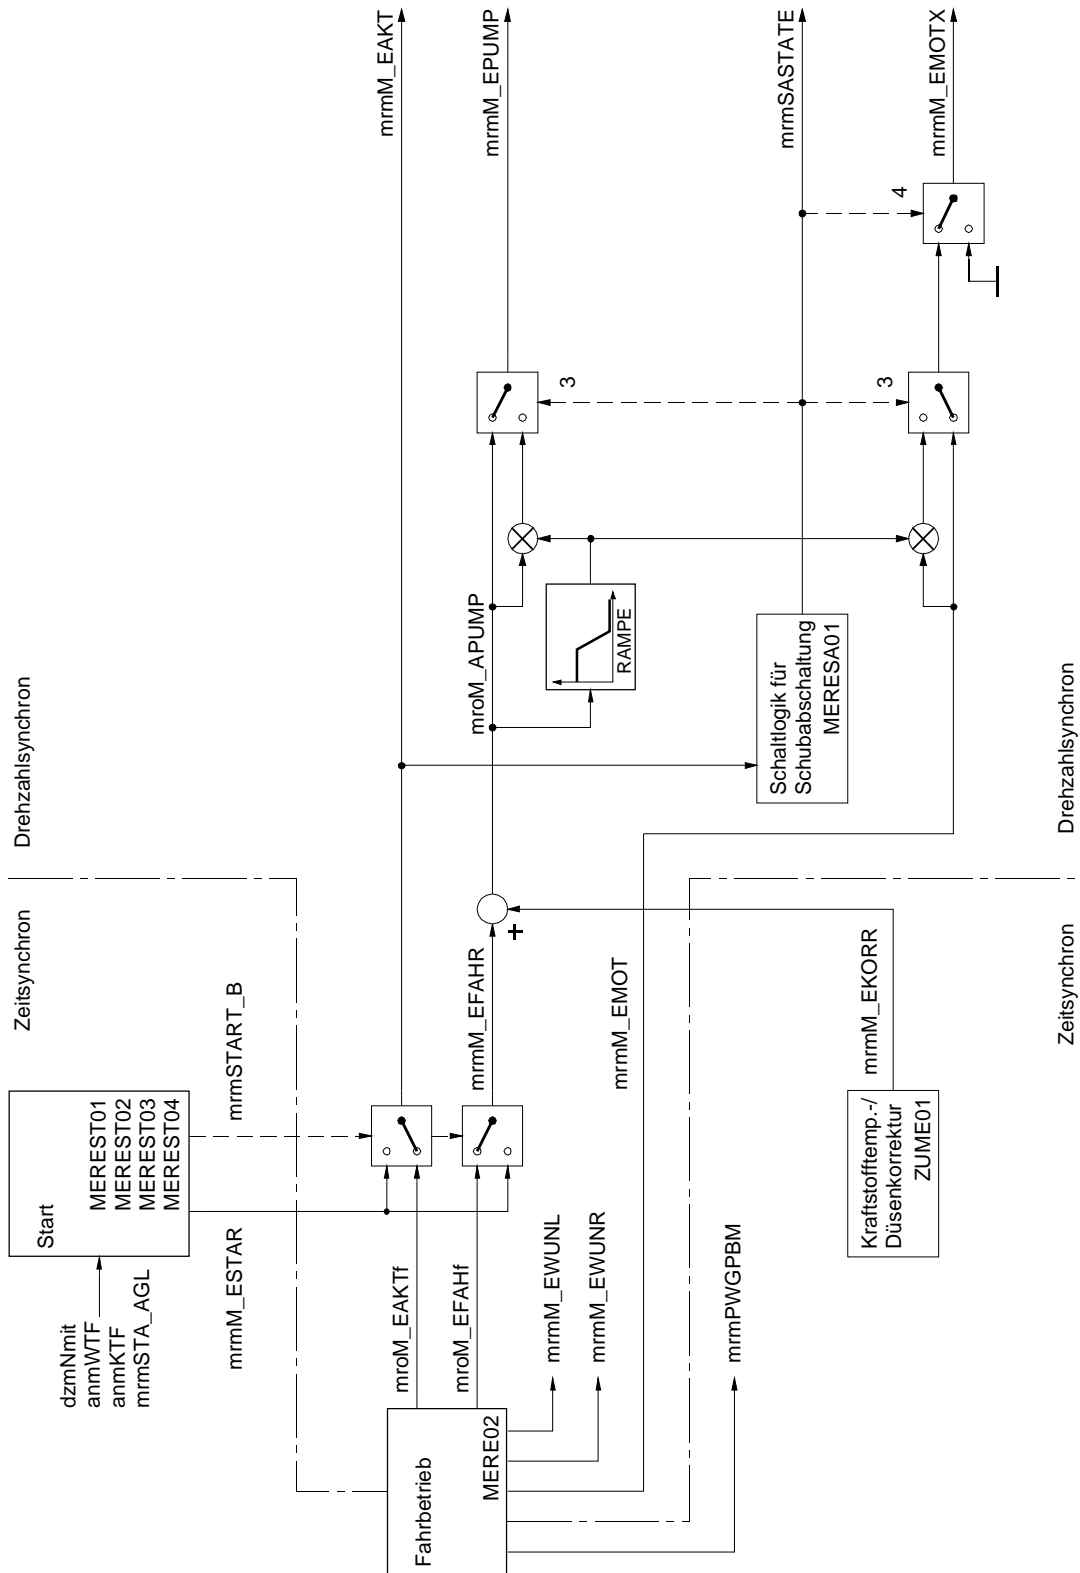 Zeitsynchron
Drehzahlsynchron
dzmNmit
anmWTF
anmKTF
mrmSTA_AGL
Start
MEREST01
MEREST02
MEREST03
MEREST04
mrmM_ESTAR
mrmSTART_B
mrmM_EAKT
Fahrbetrieb
MERE02
mroM_EAKTf
mroM_EFAHf
mrmM_EFAHR
+
mroM_APUMP
mrmM_EPUMP
3
RAMPE
mrmM_EWUNL
mrmM_EWUNR
mrmM_EMOT
mrmPWGPBM
Schaltlogik für
Schubabschaltung
MERESA01
mrmSASTATE
Kraftstofftemp.-/
Düsenkorrektur
ZUME01
mrmM_EKORR
3
4
mrmM_EMOTX
Zeitsynchron
Drehzahlsynchron